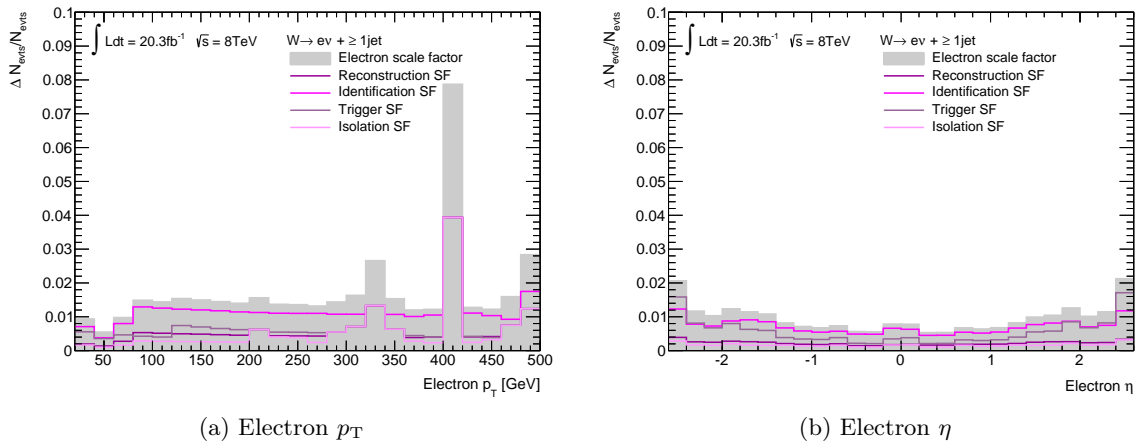 Δ N_evts/N_evts
0.1
0.09
0.08
0.07
0.06
0.05
0.04
0.03
0.02
0.01
0
∫ Ldt = 20.3fb⁻¹ √s = 8TeV
W→ eν + ≥ 1jet
Electron scale factor
Reconstruction SF
Identification SF
Trigger SF
Isolation SF
50 100 150 200 250 300 350 400 450 500
Electron p_T [GeV]
(a) Electron p_T
Δ N_evts/N_evts
0.1
0.09
0.08
0.07
0.06
0.05
0.04
0.03
0.02
0.01
0
∫ Ldt = 20.3fb⁻¹ √s = 8TeV
W→ eν + ≥ 1jet
Electron scale factor
Reconstruction SF
Identification SF
Trigger SF
Isolation SF
-2 -1 0 1 2
Electron η
(b) Electron η